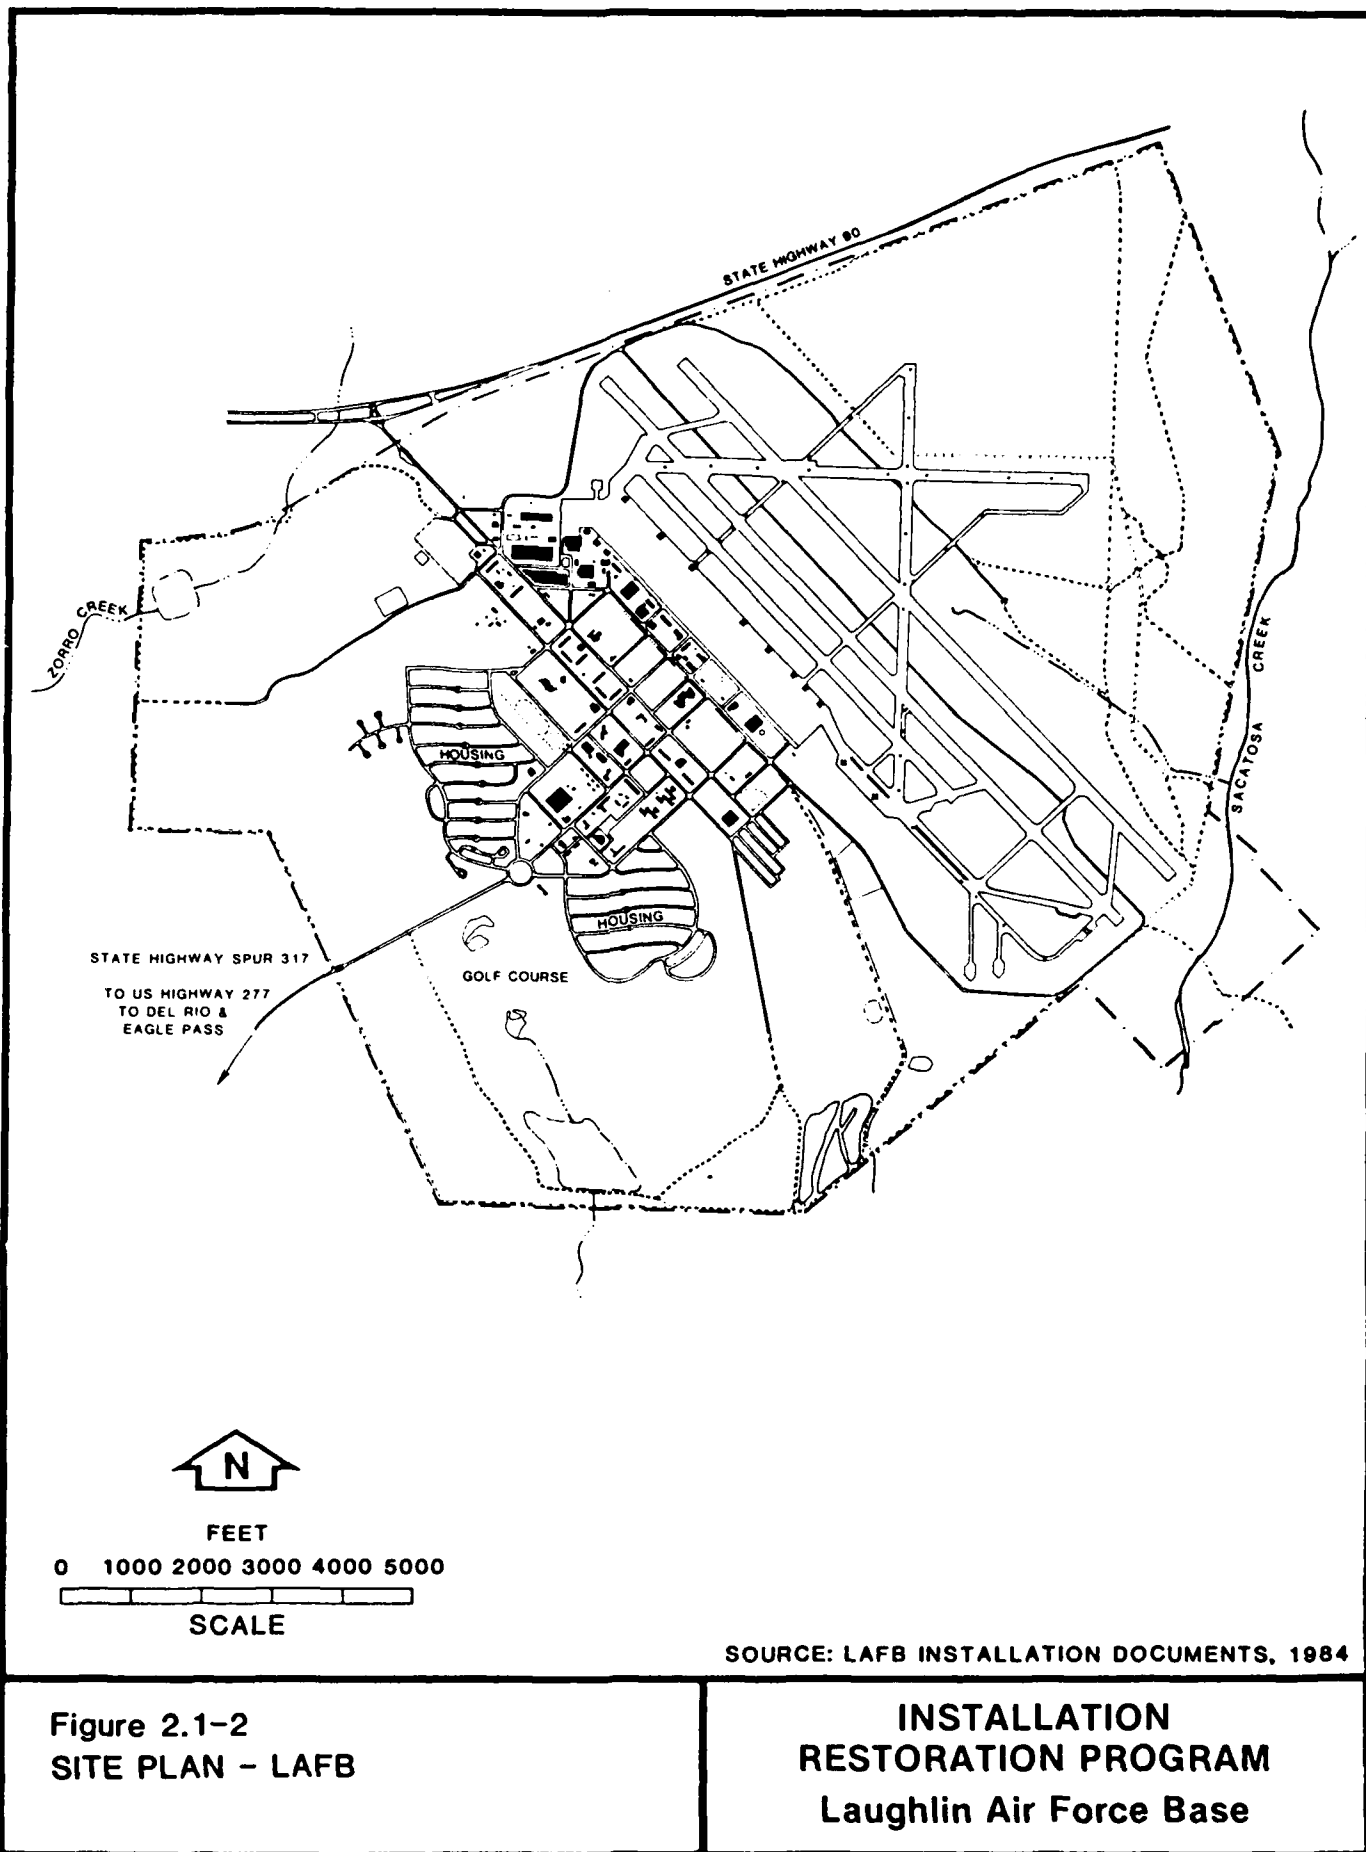 STATE HIGHWAY 90
ZORRO CREEK
HOUSING
SACATOSA CREEK
HOUSING
STATE HIGHWAY SPUR 317
GOLF COURSE
TO US HIGHWAY 277
TO DEL RIO &
EAGLE PASS
N
FEET
0 1000 2000 3000 4000 5000
SCALE
SOURCE: LAFB INSTALLATION DOCUMENTS, 1984
Figure 2.1-2
SITE PLAN - LAFB
INSTALLATION
RESTORATION PROGRAM
Laughlin Air Force Base